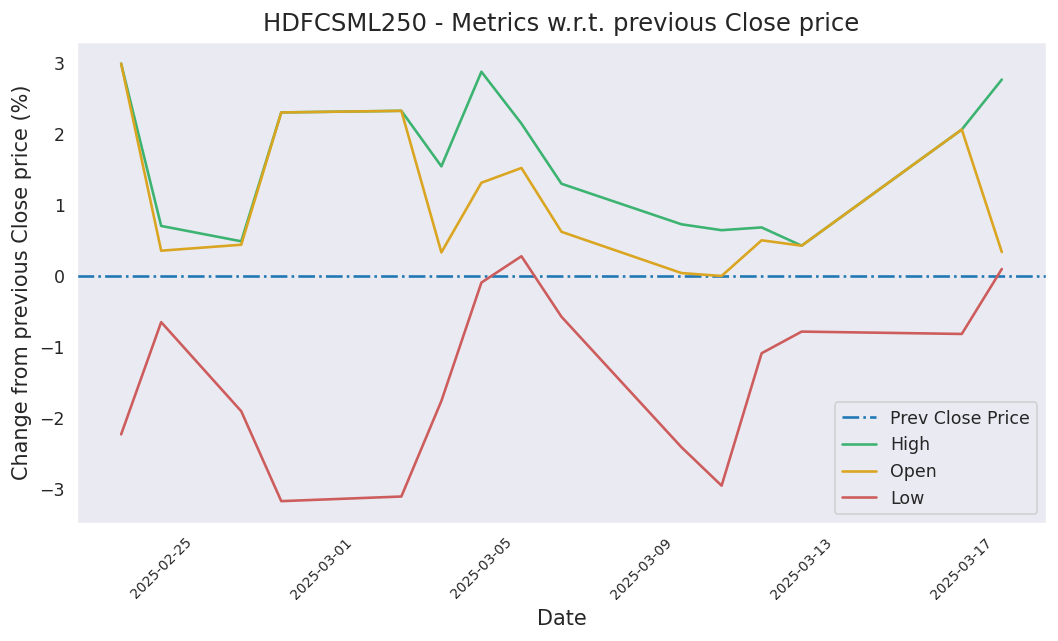 HDFCSML250 - Metrics w.r.t. previous Close price
Change from previous Close price (%)
3
2
1
0
−1
−2
−3
Prev Close Price
High
Open
Low
2025-02-25
2025-03-01
2025-03-05
2025-03-09
2025-03-13
2025-03-17
Date